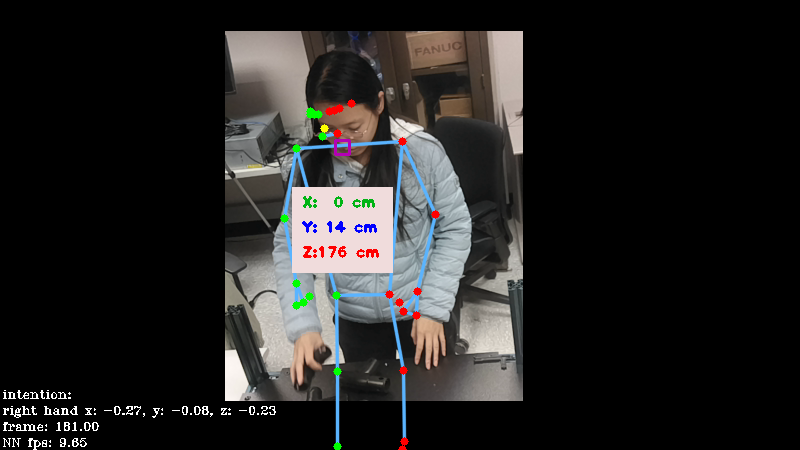 FANUC
X: 0 cm
Y: 14 cm
Z:176 cm
intention:
right hand x: -0.27, y: -0.08, z: -0.23
frame: 181.00
NN fps: 9.65